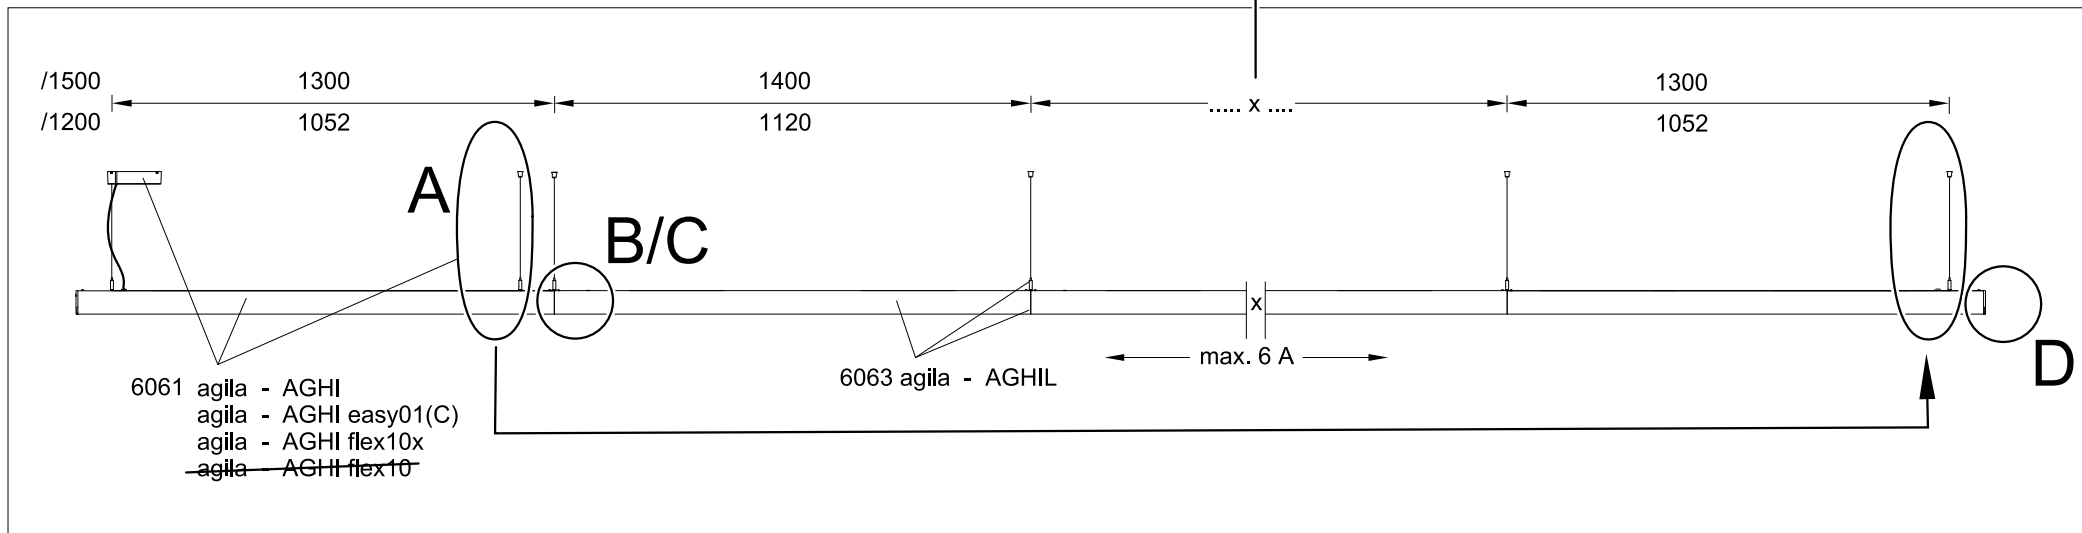 /1500 1300 1400 1300
..... x ....
/1200 1052 1120 1052
A
B/C
x
max. 6 A
D
6061 agila - AGHI
agila - AGHI easy01(C)
agila - AGHI flex10x
agila - AGHI flex10
6063 agila - AGHIL